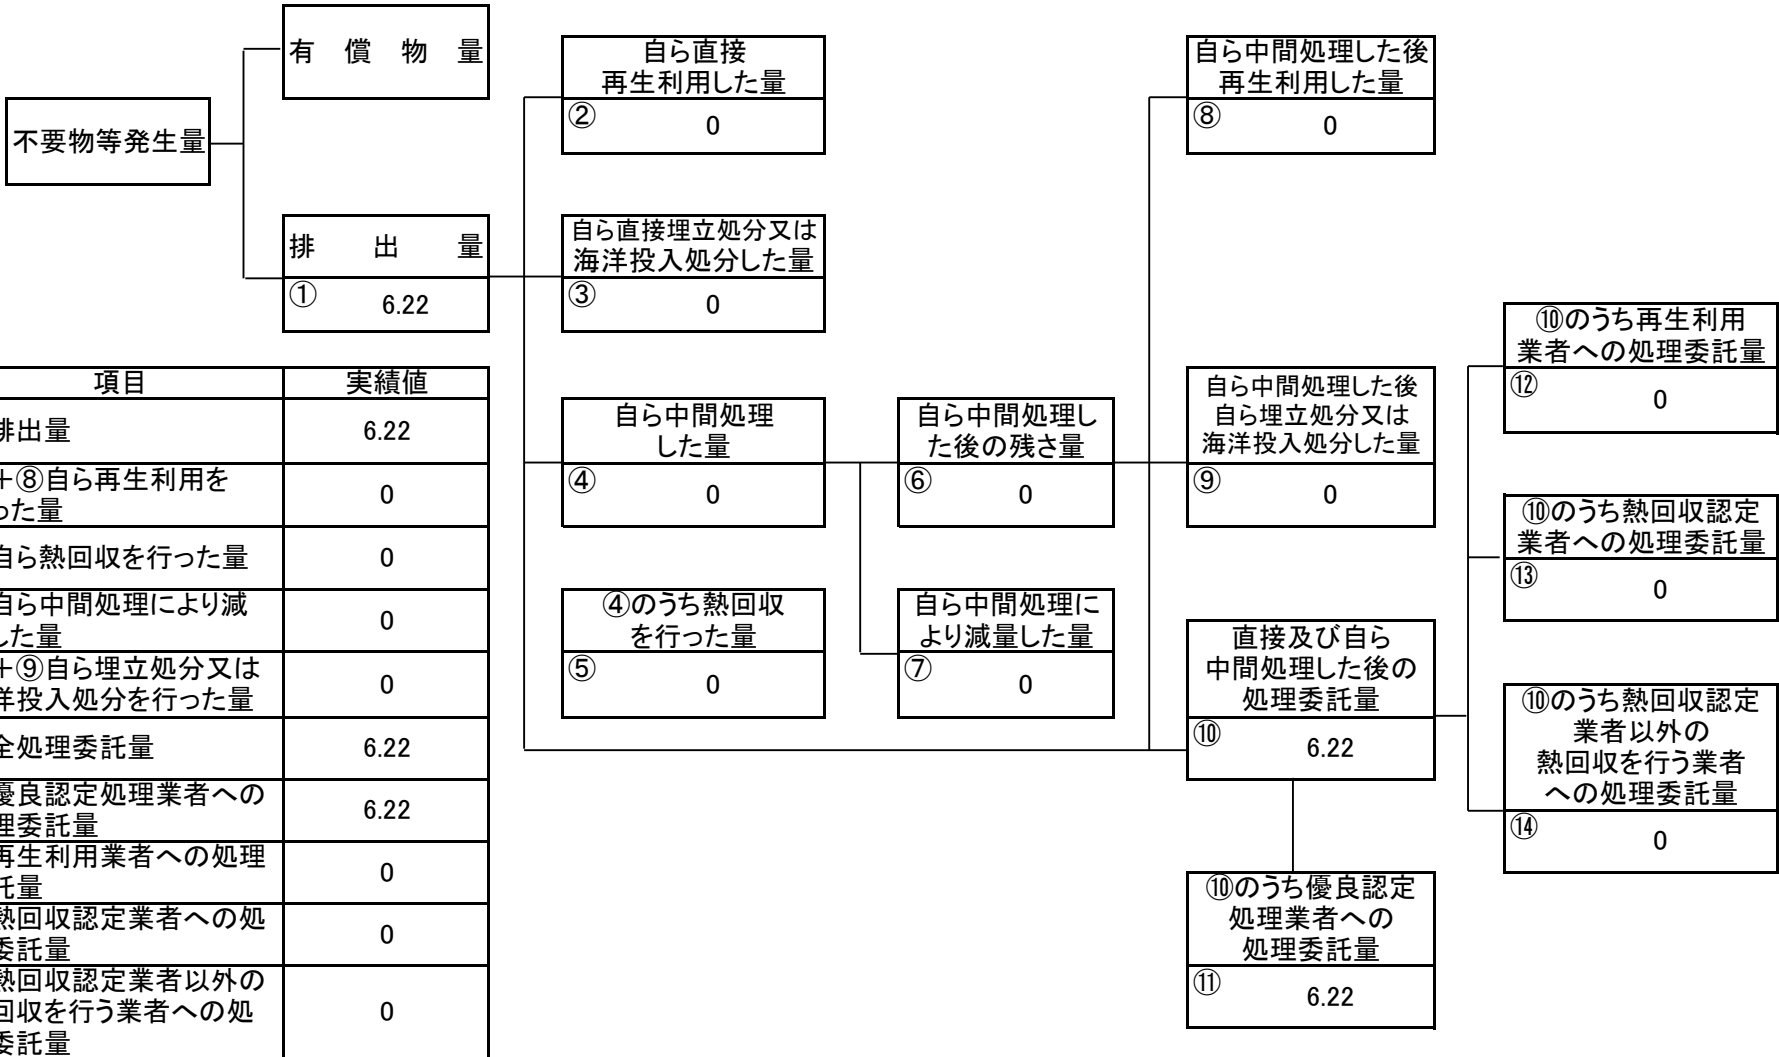 有　償　物　量
不要物等発生量
排　出　量
① 6.22
自ら直接
再生利用した量
② 0
自ら直接埋立処分又は
海洋投入処分した量
③ 0
自ら中間処理
した量
④ 0
④のうち熱回収
を行った量
⑤ 0
自ら中間処理し
た後の残さ量
⑥ 0
自ら中間処理に
より減量した量
⑦ 0
自ら中間処理した後
再生利用した量
⑧ 0
自ら中間処理した後
自ら埋立処分又は
海洋投入処分した量
⑨ 0
直接及び自ら
中間処理した後の
処理委託量
⑩ 6.22
⑩のうち優良認定
処理業者への
処理委託量
⑪ 6.22
⑩のうち再生利用
業者への処理委託量
⑫ 0
⑩のうち熱回収認定
業者への処理委託量
⑬ 0
⑩のうち熱回収認定
業者以外の
熱回収を行う業者
への処理委託量
⑭ 0
項目 実績値
排出量 6.22
+⑧自ら再生利用を
った量 0
自ら熱回収を行った量 0
自ら中間処理により減
した量 0
+⑨自ら埋立処分又は
洋投入処分を行った量 0
全処理委託量 6.22
優良認定処理業者への
理委託量 6.22
再生利用業者への処理
託量 0
熱回収認定業者への処
委託量 0
熱回収認定業者以外の
回収を行う業者への処
委託量 0